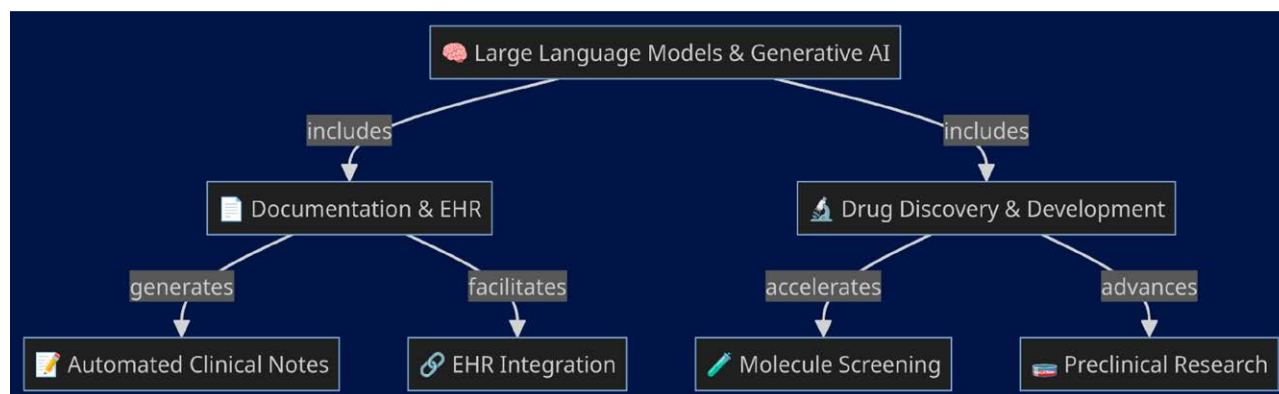 🧠 Large Language Models & Generative AI
includes
includes
📄 Documentation & EHR
🔬 Drug Discovery & Development
generates
facilitates
accelerates
advances
📝 Automated Clinical Notes
🔗 EHR Integration
🧪 Molecule Screening
🧫 Preclinical Research